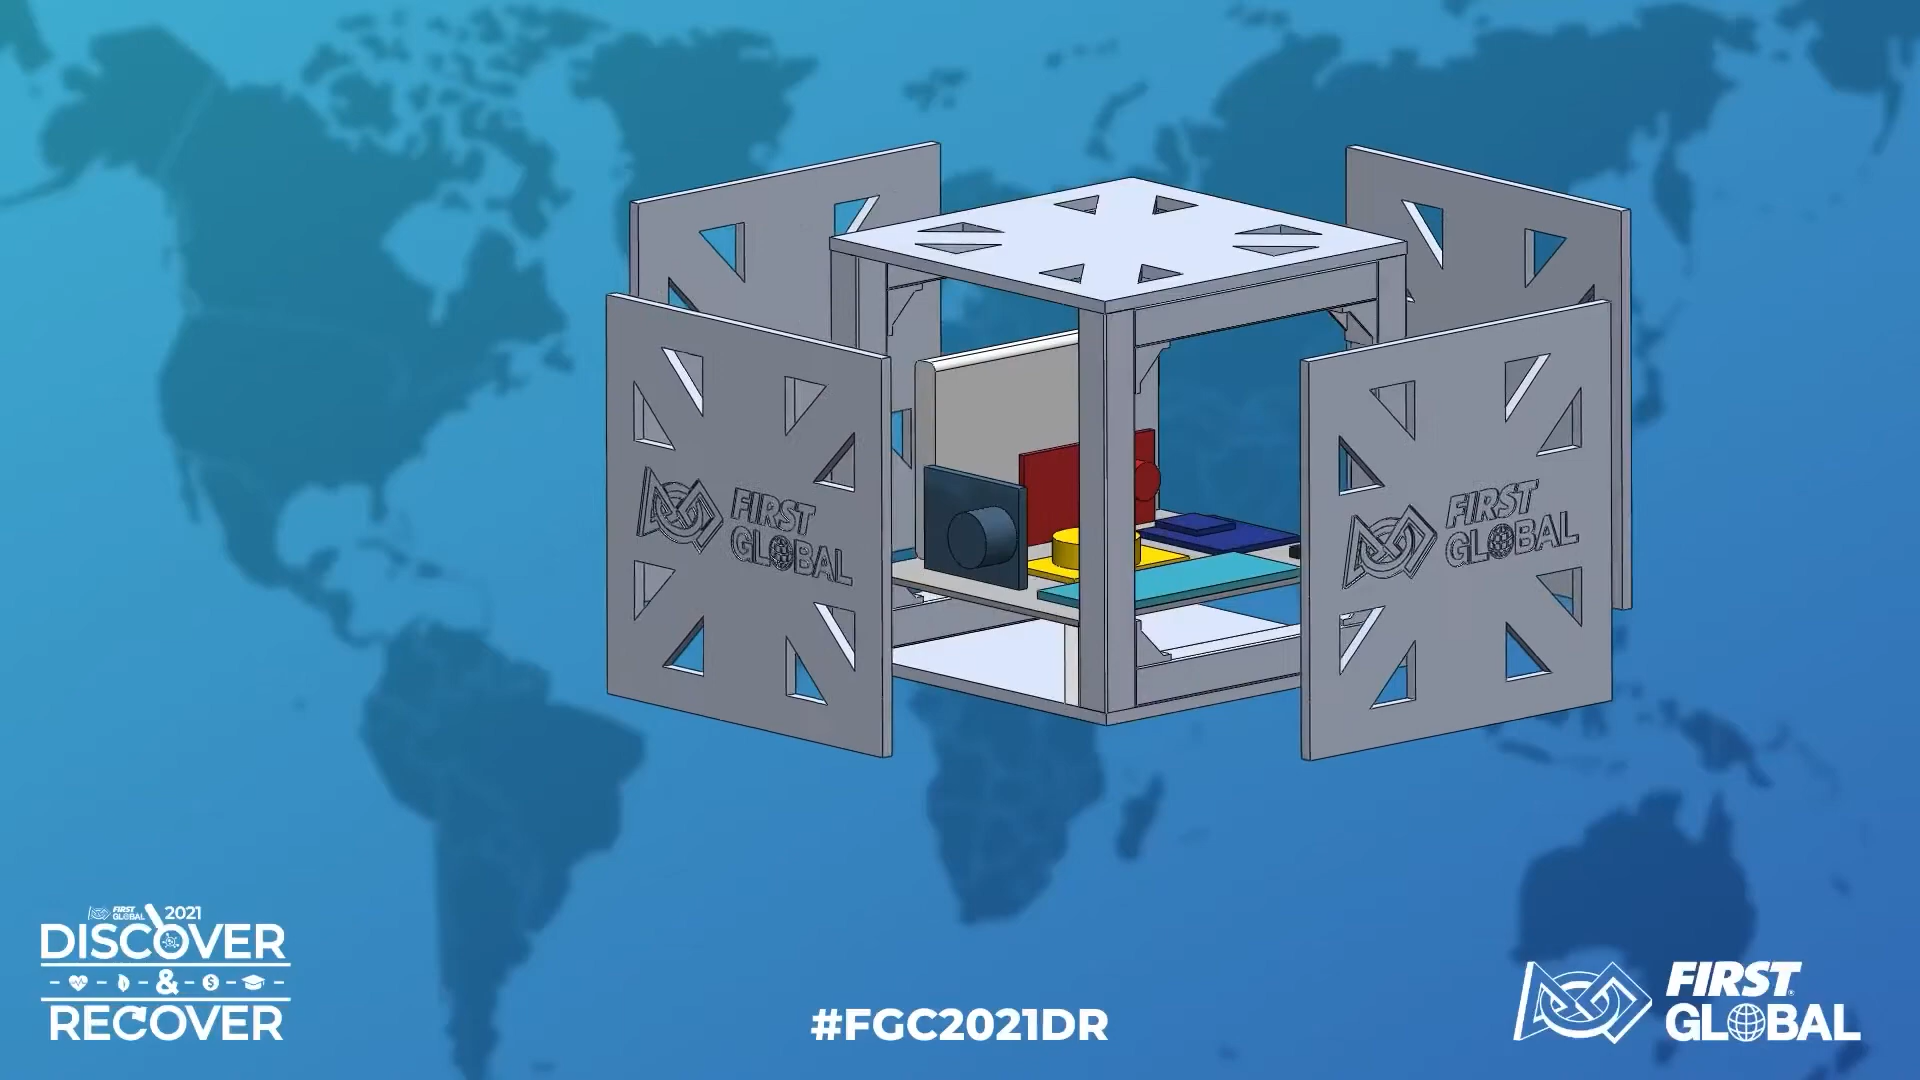 FIRST
GLOBAL
FIRST
GLOBAL
FIRST
GLOBAL
2021
DISCOVER
&
RECOVER
#FGC2021DR
FIRST
GLOBAL